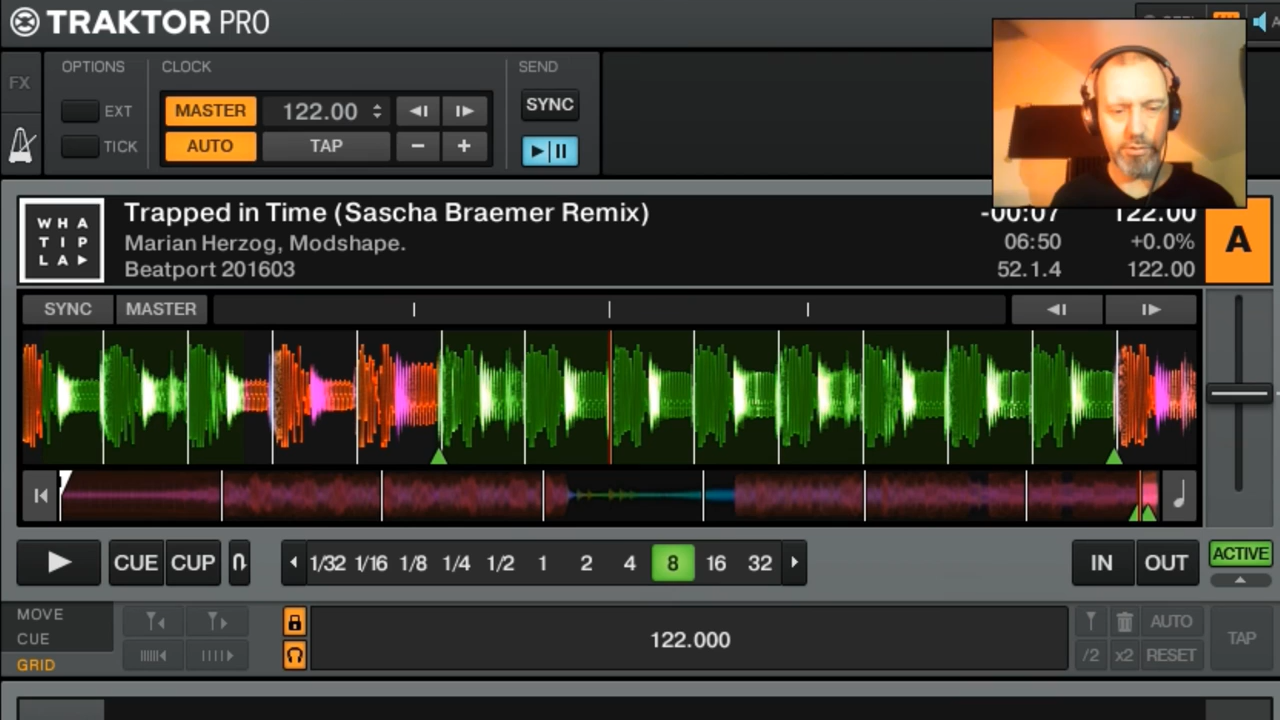 TRAKTOR PRO
FX
OPTIONS
CLOCK
SEND
EXT
MASTER
122.00
SYNC
TICK
AUTO
TAP
WHA
TIP
LA
Trapped in Time (Sascha Braemer Remix)
-00:07
122.00
Marian Herzog, Modshape.
06:50
+0.0%
Beatport 201603
52.1.4
122.00
A
SYNC
MASTER
CUE
CUP
1/32 1/16 1/8 1/4 1/2 1 2 4 8 16 32
IN
OUT
ACTIVE
MOVE
CUE
GRID
122.000
AUTO
/2
x2
RESET
TAP